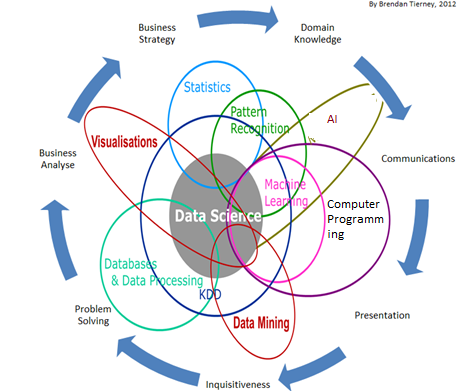 By Brendan Tierney, 2012
Business
Strategy
Domain
Knowledge
Statistics
Pattern
Recognition
AI
Visualisations
Business
Analyse
Communications
Machine
Learning
Data Science
Computer
Programm
ing
Databases
& Data Processing
KDD
Problem
Solving
Data Mining
Presentation
Inquisitiveness